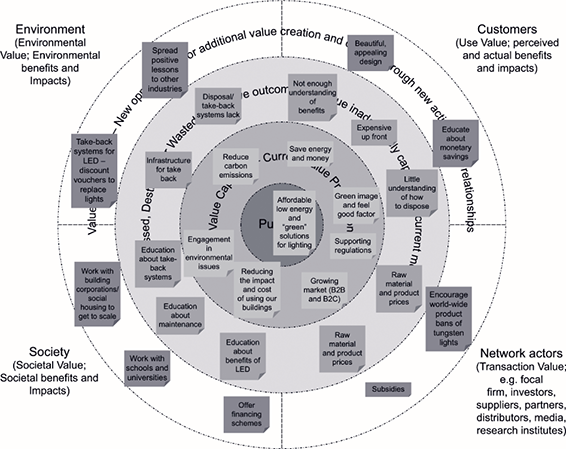 Environment
(Environmental
Value; Environmental
benefits and
Impacts)
Customers
(Use Value; perceived
and actual benefits
and impacts)
Society
(Societal Value;
Societal benefits and
Impacts)
Network actors
(Transaction Value;
e.g. focal
firm, investors,
suppliers, partners,
distributors, media,
research institutes)
Value
– New
or additional value creation and
through new
relationships
Wasted
outcom
inad
current
Value
Current
Spread
positive
lessons
to other
industries
Beautiful,
appealing
design
Disposal/
take-back
systems lack
Not enough
understanding
of
benefits
Take-back
systems for
LED –
discount
vouchers to
replace
lights
Expensive
up front
Educate
about
monetary
savings
Infrastructure
for take
back
Reduce
carbon
emissions
Save energy
and money
Little
understanding
of how
to dispose
Affordable
low energy
and
"green"
solutions
for lighting
Green image
and feel
good factor
Education
about take-
back
systems
Engagement
in
environmental
issues
Supporting
regulations
Work with
building
corporations/
social
housing to
get to scale
Reducing
the impact
and cost
of using our
buildings
Growing
market (B2B
and B2C)
Raw
material and
product
prices
Education
about
maintenance
Encourage
world-wide
product
bans of
tungsten
lights
Work with
schools and
universities
Education
about
benefits of
LED
Raw
material and
product
prices
Subsidies
Offer
financing
schemes